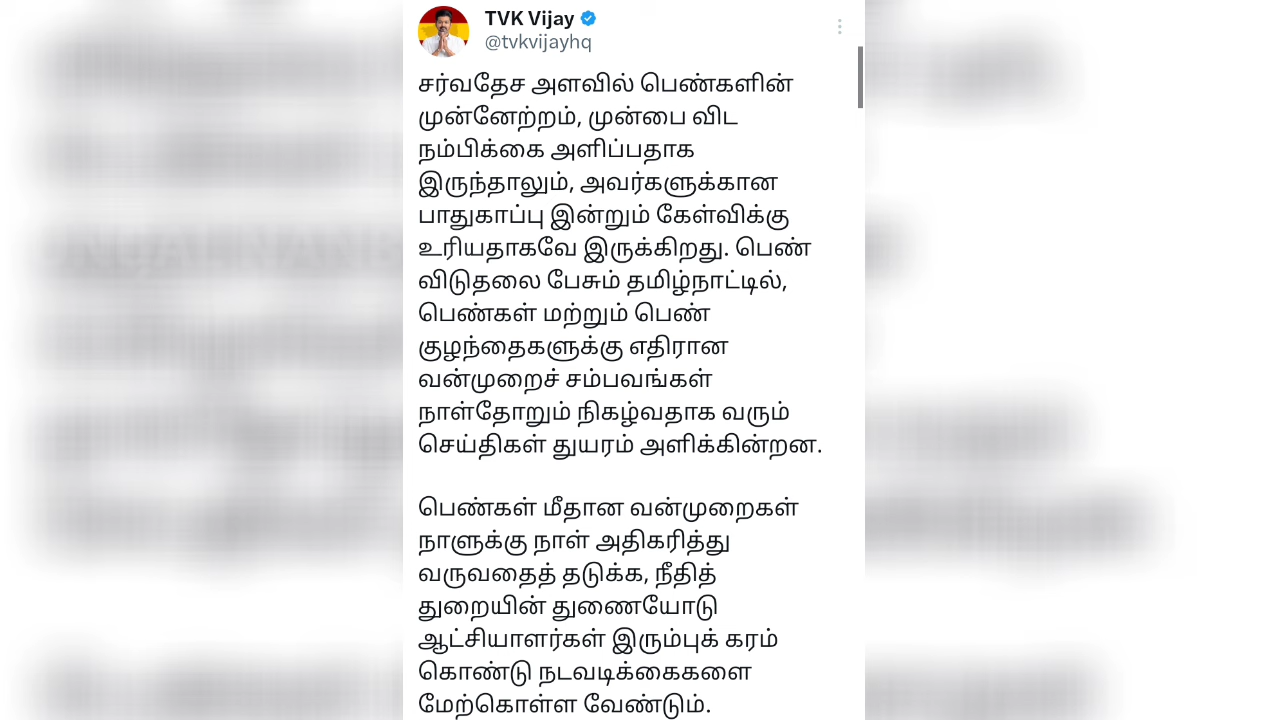 TVK Vijay
@tvkvijayhq
சர்வதேச அளவில் பெண்களின்
முன்னேற்றம், முன்பை விட
நம்பிக்கை அளிப்பதாக
இருந்தாலும், அவர்களுக்கான
பாதுகாப்பு இன்றும் கேள்விக்கு
உரியதாகவே இருக்கிறது. பெண்
விடுதலை பேசும் தமிழ்நாட்டில்,
பெண்கள் மற்றும் பெண்
குழந்தைகளுக்கு எதிரான
வன்முறைச் சம்பவங்கள்
நாள்தோறும் நிகழ்வதாக வரும்
செய்திகள் துயரம் அளிக்கின்றன.
பெண்கள் மீதான வன்முறைகள்
நாளுக்கு நாள் அதிகரித்து
வருவதைத் தடுக்க, நீதித்
துறையின் துணையோடு
ஆட்சியாளர்கள் இரும்புக் கரம்
கொண்டு நடவடிக்கைகளை
மேற்கொள்ள வேண்டும்.